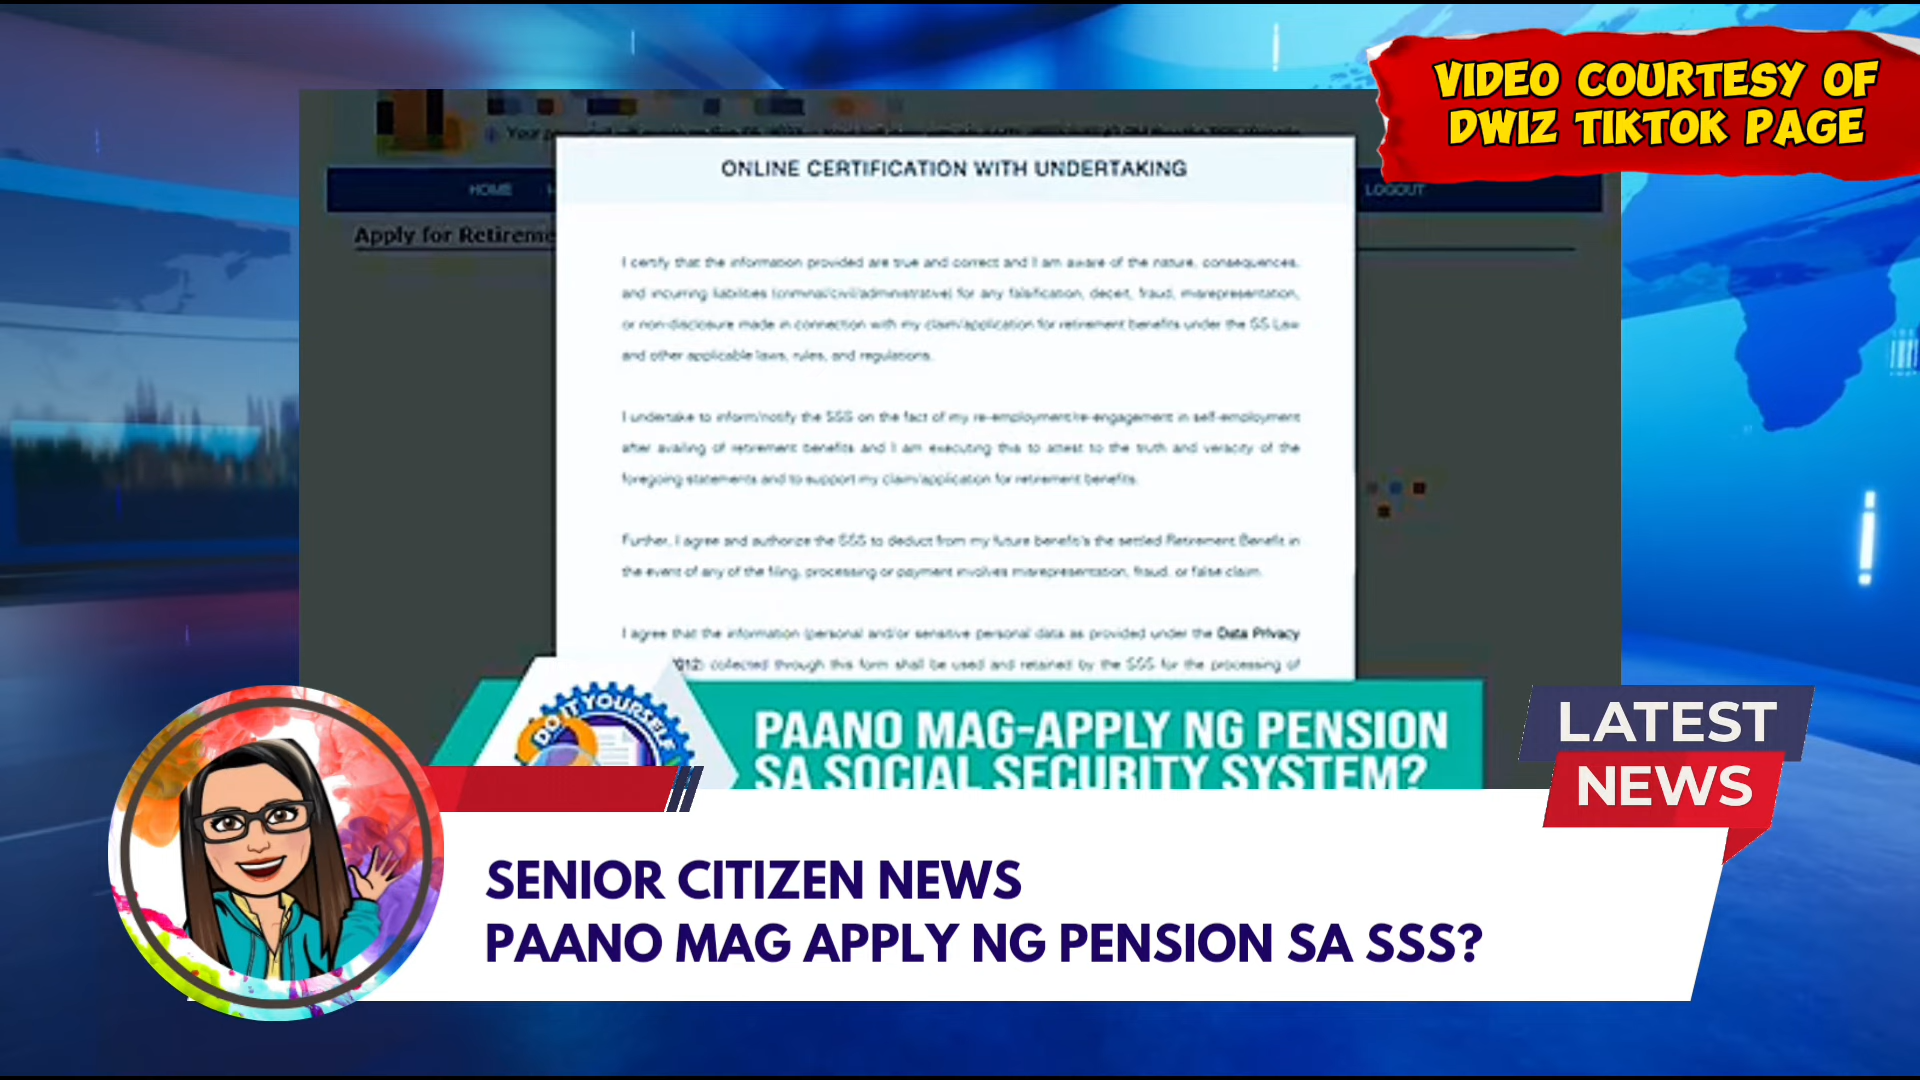 VIDEO COURTESY OF
DWIZ TIKTOK PAGE
ONLINE CERTIFICATION WITH UNDERTAKING
HOME
LOGOUT
Apply for Retireme
I certify that the information provided are true and correct and I am aware of the nature, consequences,
and incurring liabilities (criminal/civil/administrative) for any falsification, deceit, fraud, misrepresentation,
or non-disclosure made in connection with my claim/application for retirement benefits under the SS Law
and other applicable laws, rules, and regulations.
I undertake to inform/notify the SSS on the fact of my re-employment/re-engagement in self-employment
after availing of retirement benefits and I am executing this to attest to the truth and veracity of the
foregoing statements and to support my claim/application for retirement benefits.
Further, I agree and authorize the SSS to deduct from my future benefit/s the settled Retirement Benefit in
the event of any of the filing, processing or payment involves misrepresentation, fraud, or false claim.
I agree that the information (personal and/or sensitive personal data as provided under the Data Privacy
012) collected through this form shall be used and retained by the SSS for the processing of
DO IT YOURSELF
PAANO MAG-APPLY NG PENSION
SA SOCIAL SECURITY SYSTEM?
LATEST
NEWS
SENIOR CITIZEN NEWS
PAANO MAG APPLY NG PENSION SA SSS?